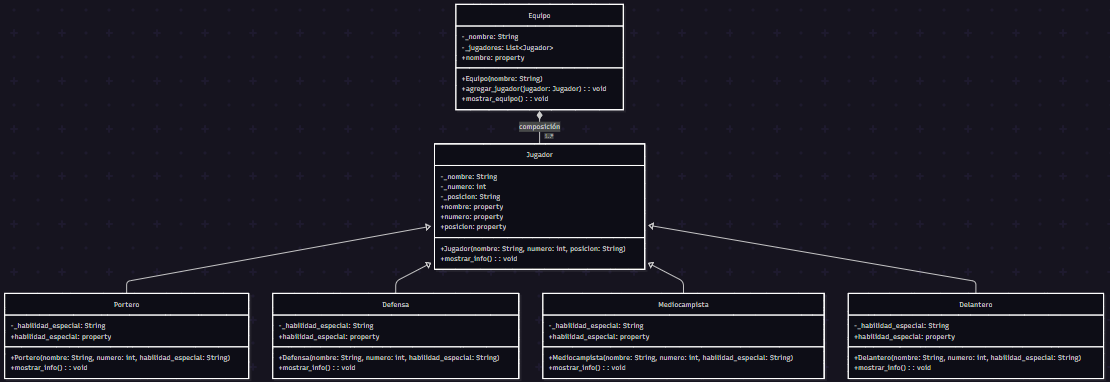 Equipo
-_nombre: String
-_jugadores: List<Jugador>
+nombre: property
+Equipo(nombre: String)
+agregar_jugador(jugador: Jugador) : : void
+mostrar_equipo() : : void
composición
1..*
Jugador
-_nombre: String
-_numero: int
-_posicion: String
+nombre: property
+numero: property
+posicion: property
+Jugador(nombre: String, numero: int, posicion: String)
+mostrar_info() : : void
Portero
-_habilidad_especial: String
+habilidad_especial: property
+Portero(nombre: String, numero: int, habilidad_especial: String)
+mostrar_info() : : void
Defensa
-_habilidad_especial: String
+habilidad_especial: property
+Defensa(nombre: String, numero: int, habilidad_especial: String)
+mostrar_info() : : void
Mediocampista
-_habilidad_especial: String
+habilidad_especial: property
+Mediocampista(nombre: String, numero: int, habilidad_especial: String)
+mostrar_info() : : void
Delantero
-_habilidad_especial: String
+habilidad_especial: property
+Delantero(nombre: String, numero: int, habilidad_especial: String)
+mostrar_info() : : void